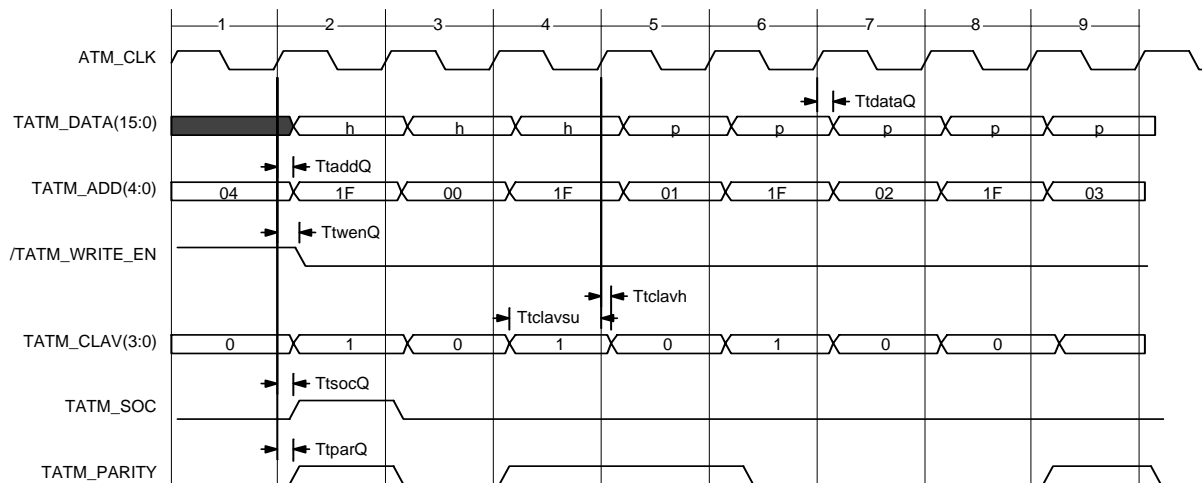 1 2 3 4 5 6 7 8 9
ATM_CLK
TtdataQ
TATM_DATA(15:0) h h h p p p p p
TtaddQ
TATM_ADD(4:0) 04 1F 00 1F 01 1F 02 1F 03
TtwenQ
/TATM_WRITE_EN
Ttclavh
Ttclavsu
TATM_CLAV(3:0) 0 1 0 1 0 1 0 0
TtsocQ
TATM_SOC
TtparQ
TATM_PARITY